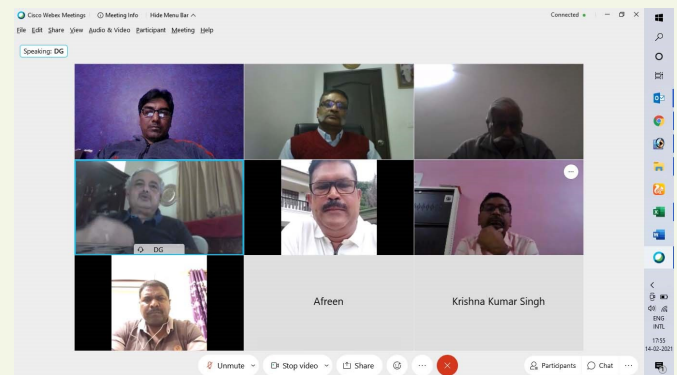 Cisco Webex Meetings Meeting Info Hide Menu Bar Connected
File Edit Share View Audio & Video Participant Meeting Help
Speaking: DG
DG
Afreen
Krishna Kumar Singh
Unmute Stop video Share Participants Chat
ENG
INTL
17:55
14-02-2021